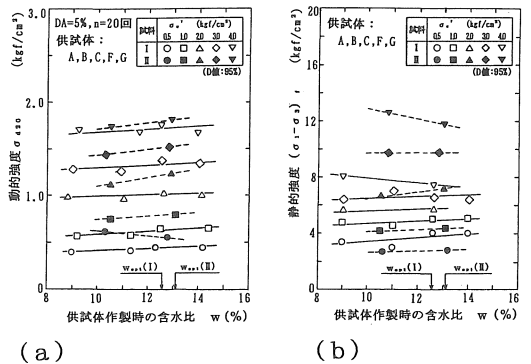 DA=5%,n=20回
供試体：
A,B,C,F,G
試料
σc' (kgf/cm²)
0.5 1.0 2.0 3.0 4.0
I
II
(D値:95%)
動的強度 σd20 (kgf/cm²)
3.0
2.0
1.0
0
wopt(I)
wopt(II)
8 10 12 14 16
供試体作製時の含水比 w(%)
(a)
供試体：
A,B,C,F,G
試料
σc' (kgf/cm²)
0.5 1.0 2.0 3.0 4.0
I
II
(D値:95%)
静的強度 (σ1-σ3)f (kgf/cm²)
20
16
12
8
4
0
wopt(I)
wopt(II)
8 10 12 14 16
供試体作製時の含水比 w(%)
(b)